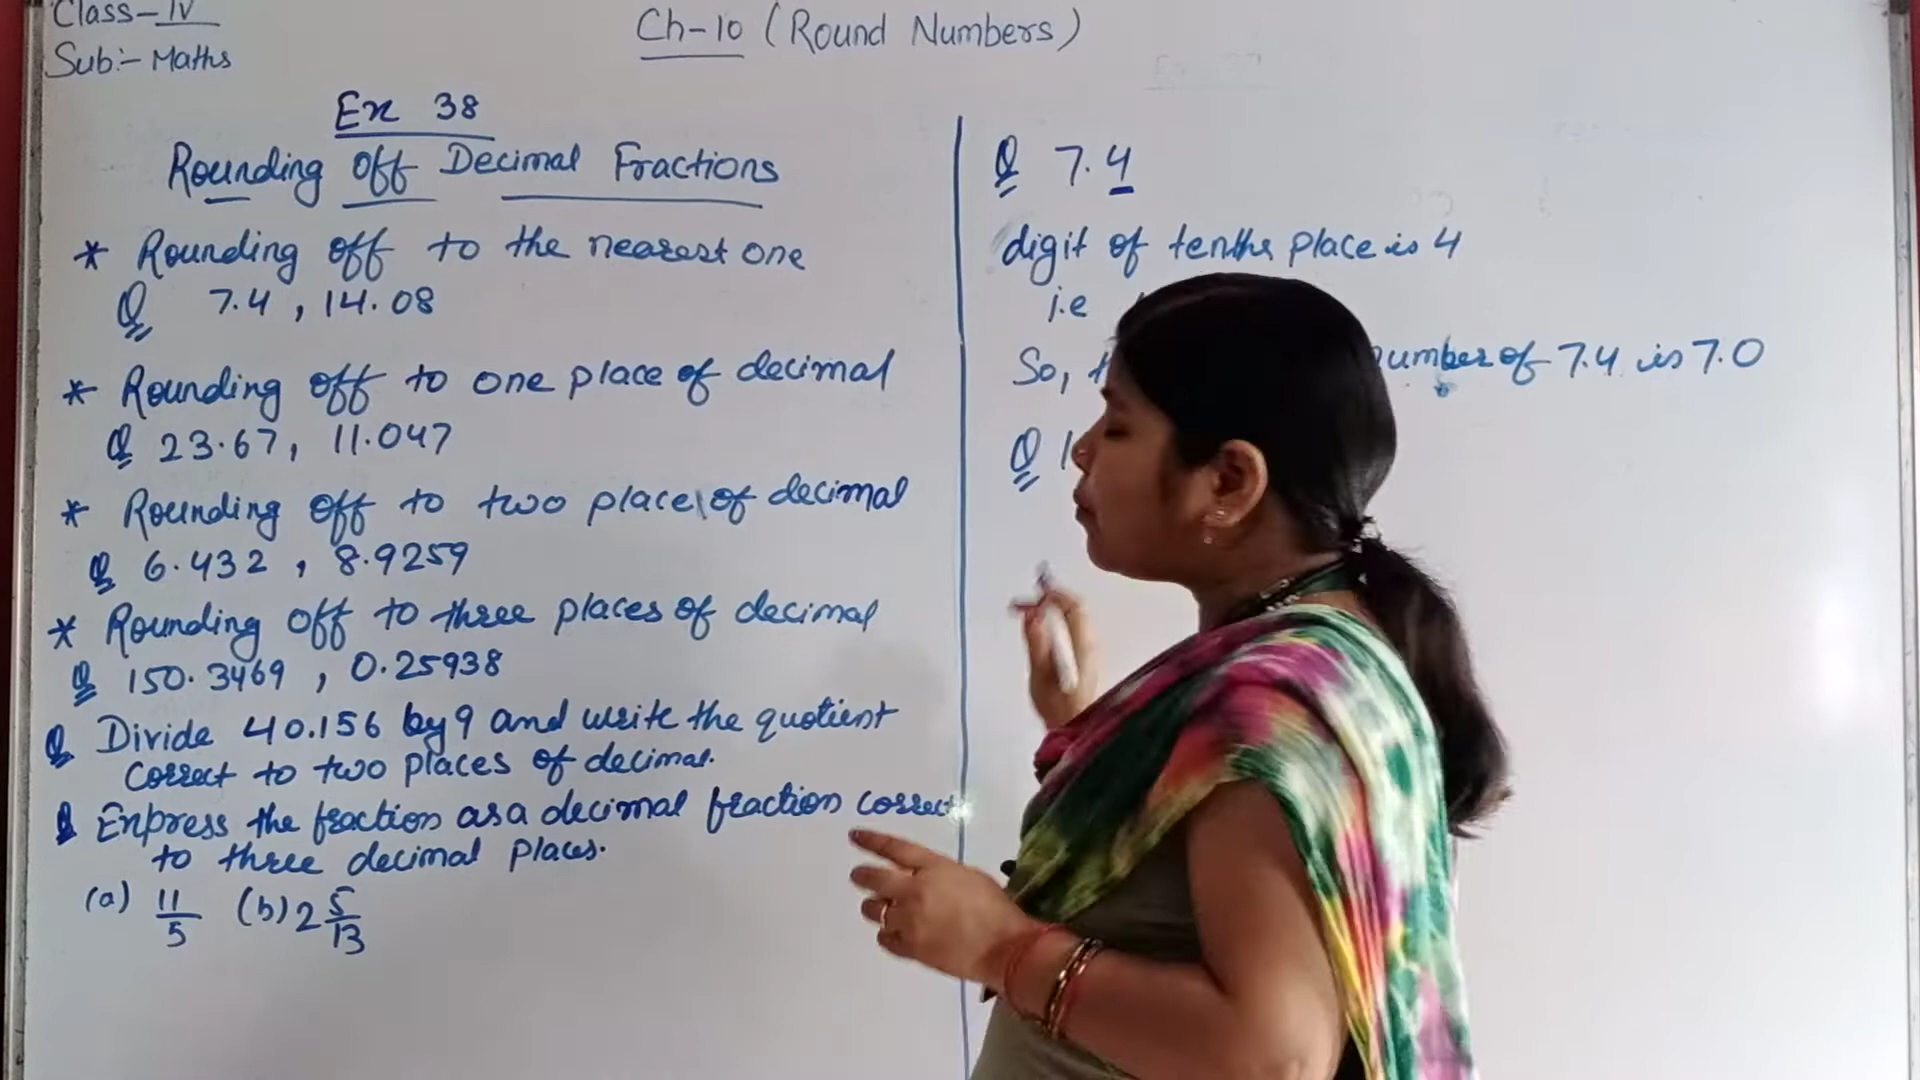 Class-IV
Sub:- Maths
Ch-10 (Round Numbers)
Ex 38
Rounding off Decimal Fractions
* Rounding off to the nearest one
Q 7.4, 14.08
* Rounding off to one place of decimal
Q 23.67, 11.047
* Rounding off to two place of decimal
Q 6.432, 8.9259
* Rounding off to three places of decimal
Q 150.3469, 0.25938
Q Divide 40.156 by 9 and write the quotient
correct to two places of decimal.
Q Express the fraction as a decimal fraction correct
to three decimal places.
(a) 11/5 (b) 2 5/13
Q 7.4
digit of tenths place is 4
i.e
So, number of 7.4 is 7.0
Q 1